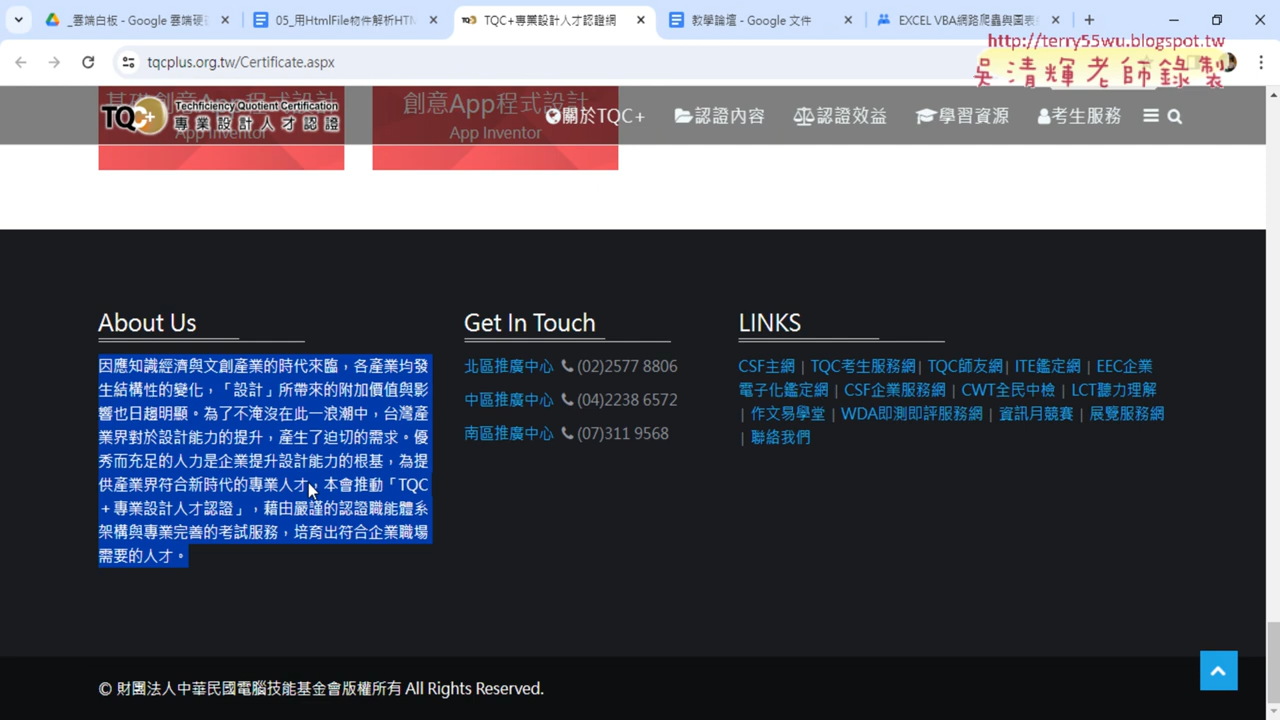 _雲端白板 - Google 雲端硬碟
05_用HtmlFile物件解析HTM
TQC+專業設計人才認證網
教學論壇 - Google 文件
EXCEL VBA網路爬蟲與圖表
http://terry55wu.blogspot.tw
tqcplus.org.tw/Certificate.aspx
吳清輝老師錄製
TQC+ Techficiency Quotient Certification
專業設計人才認證
關於TQC+ 認證內容 認證效益 學習資源 考生服務
創意App程式設計
App Inventor App Inventor
About Us
因應知識經濟與文創產業的時代來臨，各產業均發
生結構性的變化，「設計」所帶來的附加價值與影
響也日趨明顯。為了不淹沒在此一浪潮中，台灣產
業界對於設計能力的提升，產生了迫切的需求。優
秀而充足的人力是企業提升設計能力的根基，為提
供產業界符合新時代的專業人才，本會推動「TQC
+專業設計人才認證」，藉由嚴謹的認證職能體系
架構與專業完善的考試服務，培育出符合企業職場
需要的人才。
Get In Touch
北區推廣中心 (02)2577 8806
中區推廣中心 (04)2238 6572
南區推廣中心 (07)311 9568
LINKS
CSF主網 | TQC考生服務網| TQC師友網| ITE鑑定網 | EEC企業
電子化鑑定網 | CSF企業服務網 | CWT全民中檢 | LCT聽力理解
| 作文易學堂 | WDA即測即評服務網 | 資訊月競賽 | 展覽服務網
| 聯絡我們
© 財團法人中華民國電腦技能基金會版權所有 All Rights Reserved.